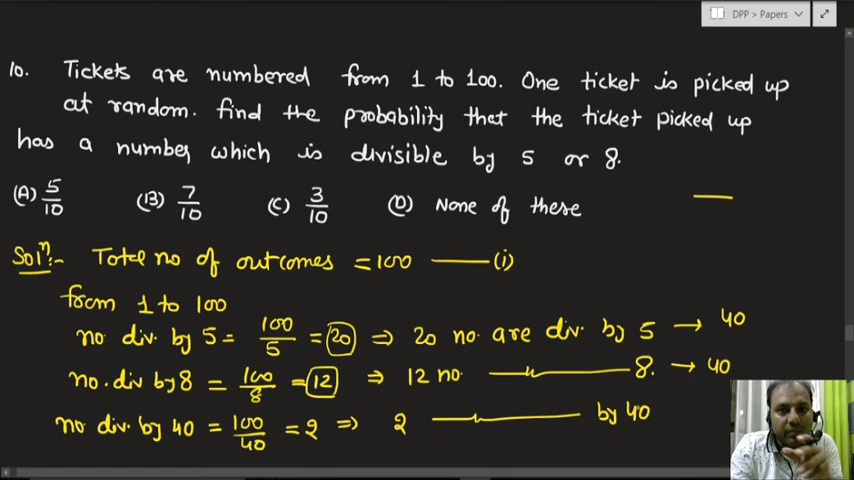 DPP > Papers
10. Tickets are numbered from 1 to 100. One ticket is picked up
at random. find the probability that the ticket picked up
has a number which is divisible by 5 or 8.
(A) 5/10 (B) 7/10 (C) 3/10 (D) None of these
Solⁿ:- Total no of outcomes = 100 —— (i)
from 1 to 100
no. div. by 5 = 100/5 = 20 ⇒ 20 no. are div. by 5 → 40
no. div by 8 = 100/8 = 12 ⇒ 12 no. —— 8. → 40
no div. by 40 = 100/40 = 2 ⇒ 2 —— by 40